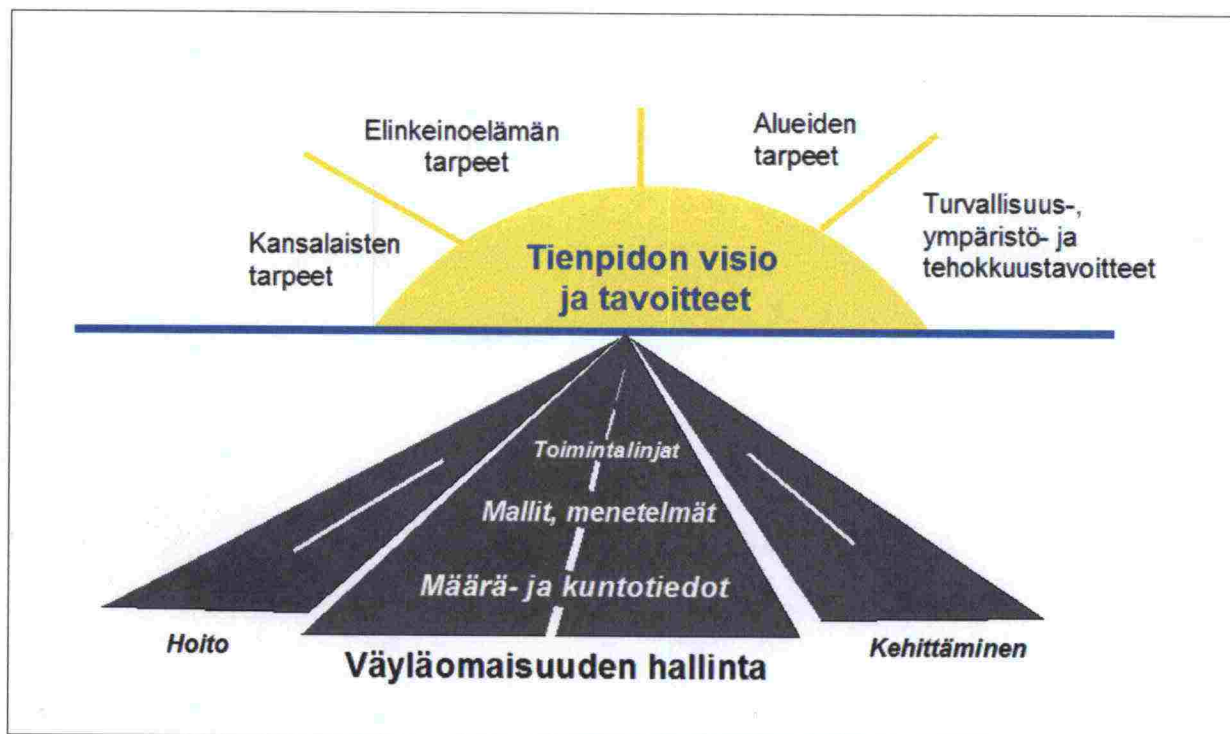 Elinkeinoelämän
tarpeet
Alueiden
tarpeet
Kansalaisten
tarpeet
Turvallisuus-,
ympäristö- ja
tehokkuustavoitteet
Tienpidon visio
ja tavoitteet
Toimintalinjat
Mallit, menetelmät
Määrä- ja kuntotiedot
Hoito
Väyläomaisuuden hallinta
Kehittäminen